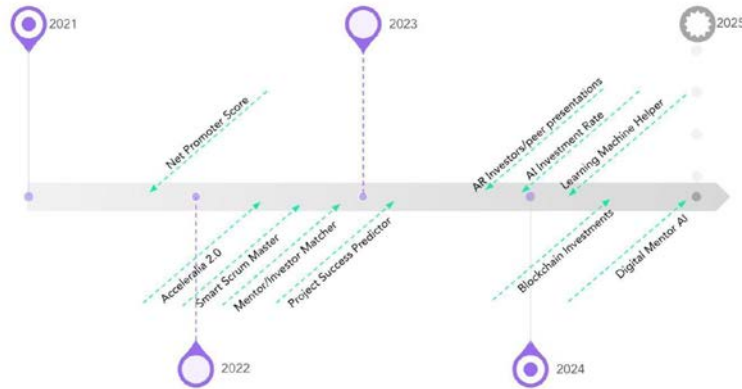 2021
2023
2025
Net Promoter Score
AR Investors/peer presentations
AI Investment Rate
Learning Machine Helper
Acceleralia 2.0
Smart Scrum Master
Mentor/Investor Matcher
Project Success Predictor
Blockchain Investments
Digital Mentor AI
2022
2024